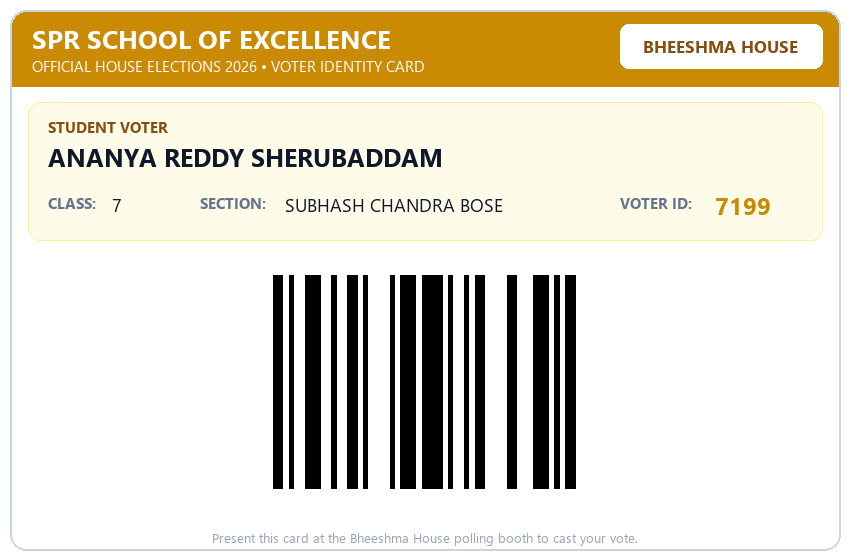 SPR SCHOOL OF EXCELLENCE
OFFICIAL HOUSE ELECTIONS 2026 • VOTER IDENTITY CARD
BHEESHMA HOUSE
STUDENT VOTER
ANANYA REDDY SHERUBADDAM
CLASS: 7 SECTION: SUBHASH CHANDRA BOSE VOTER ID: 7199
Present this card at the Bheeshma House polling booth to cast your vote.